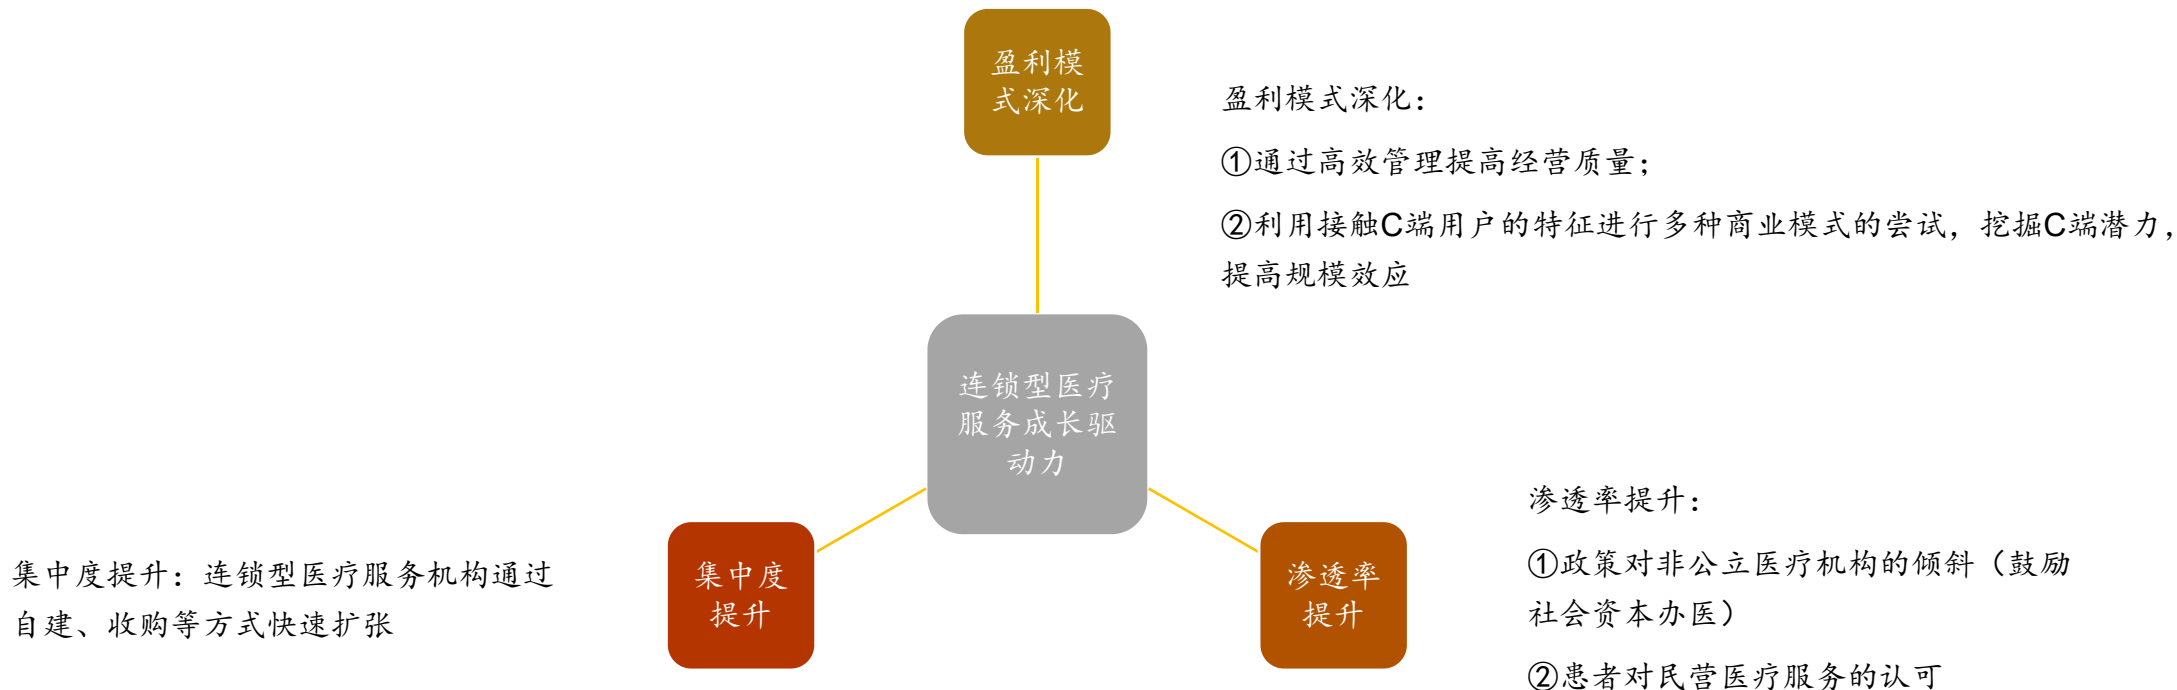 盈利模
式深化
盈利模式深化：
①通过高效管理提高经营质量；
②利用接触C端用户的特征进行多种商业模式的尝试，挖掘C端潜力，
提高规模效应
连锁型医疗
服务成长驱
动力
集中度提升：连锁型医疗服务机构通过
自建、收购等方式快速扩张
集中度
提升
渗透率
提升
渗透率提升：
①政策对非公立医疗机构的倾斜（鼓励
社会资本办医）
②患者对民营医疗服务的认可